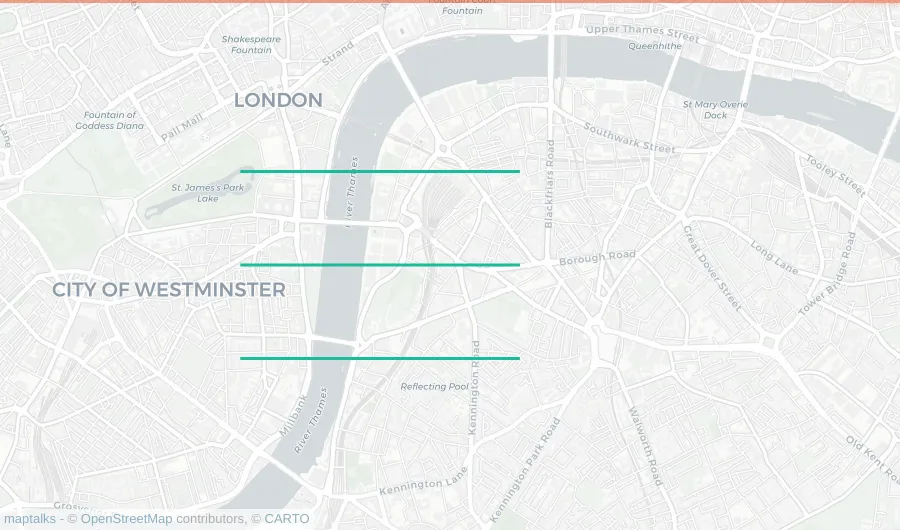 Fountain Court
Fountain
Upper Thames Street
Queenhithe
Shakespeare
Fountain
Strand
LONDON
St Mary Overie
Dock
Fountain of
Goddess Diana
Pall Mall
Southwark Street
Lane
Tooley Street
River Thames
Blackfriars Road
St. James's Park
Lake
Borough Road
Great Dover Street
Long Lane
Tower Bridge Road
CITY OF WESTMINSTER
Kennington Road
Reflecting Pool
Millbank
River Thames
Walworth Road
Kennington Park Road
Old Kent Road
Kennington Lane
maptalks - © OpenStreetMap contributors, © CARTO